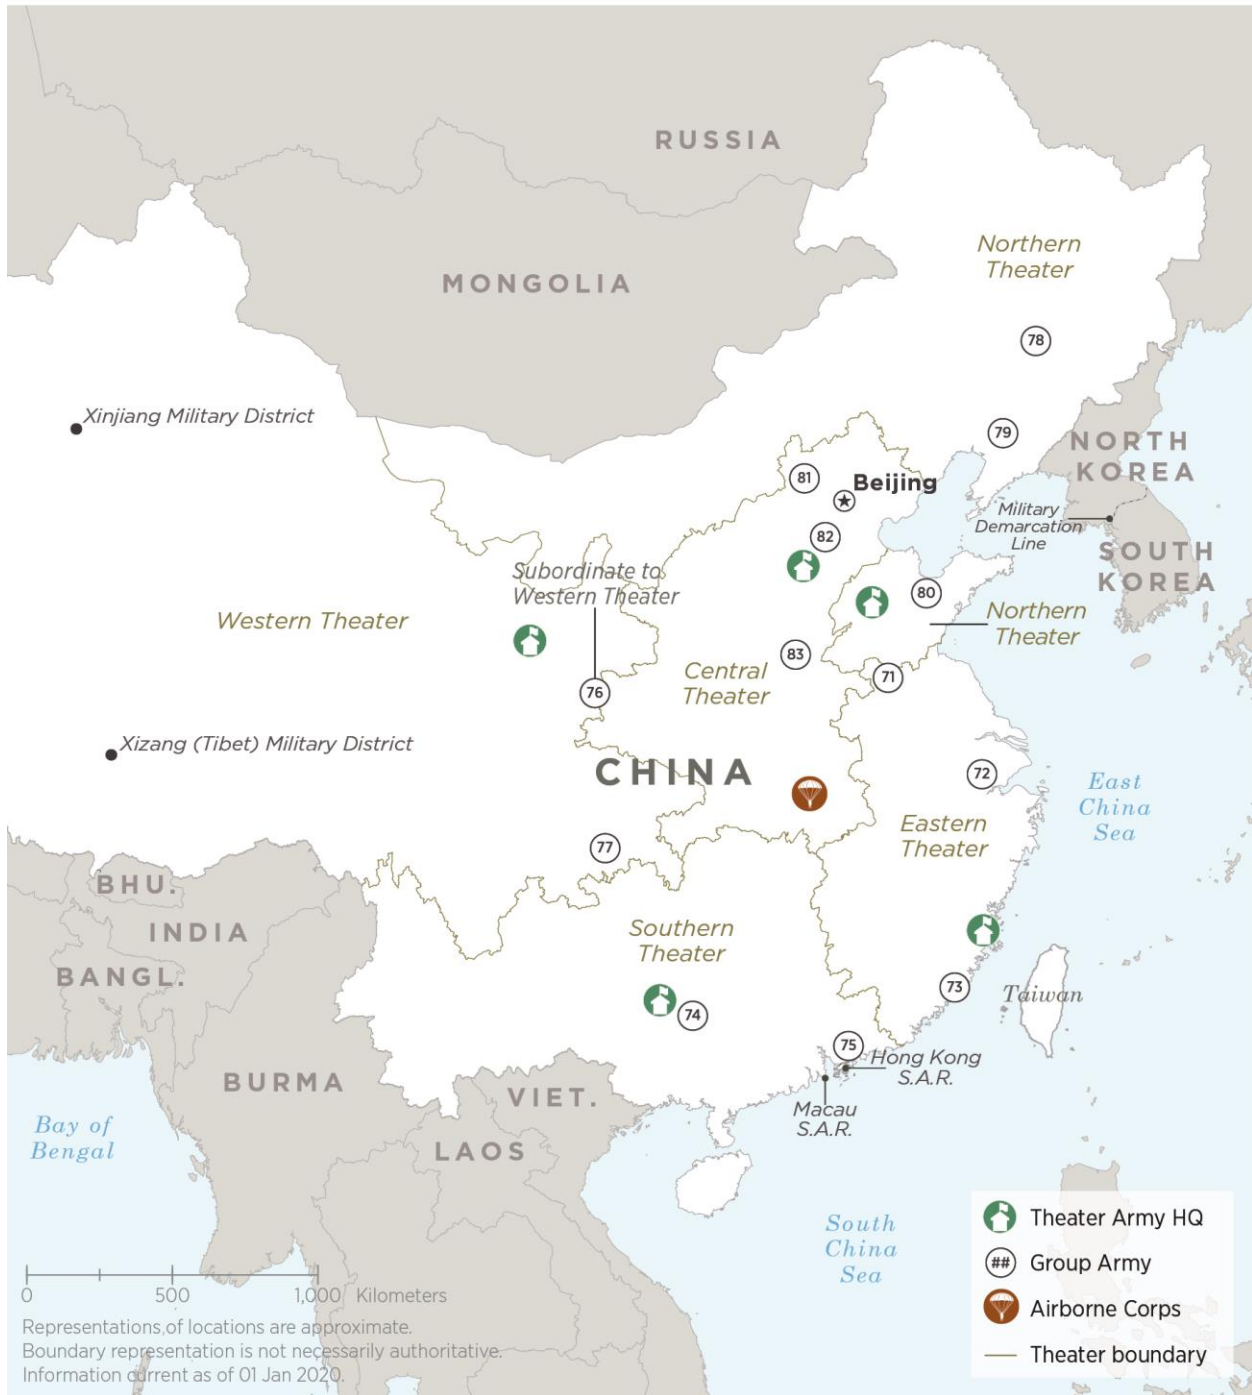 RUSSIA
Northern
Theater
MONGOLIA
78
Xinjiang Military District
79
NORTH
KOREA
81
Beijing
Military
Demarcation
Line
82
SOUTH
KOREA
Subordinate to
Western Theater
80
Western Theater
Northern
Theater
83
71
Central
Theater
76
Xizang (Tibet) Military District
CHINA
72
East
China
Sea
Eastern
Theater
77
BHU.
INDIA
Southern
Theater
BANGL.
73
Taiwan
74
75
Hong Kong
S.A.R.
BURMA
VIET.
Macau
S.A.R.
Bay of
Bengal
LAOS
South
China
Sea
Theater Army HQ
## Group Army
Airborne Corps
Theater boundary
0 500 1,000 Kilometers
Representations,of locations are approximate.
Boundary representation is not necessarily authoritative.
Information current as of 01 Jan 2020.